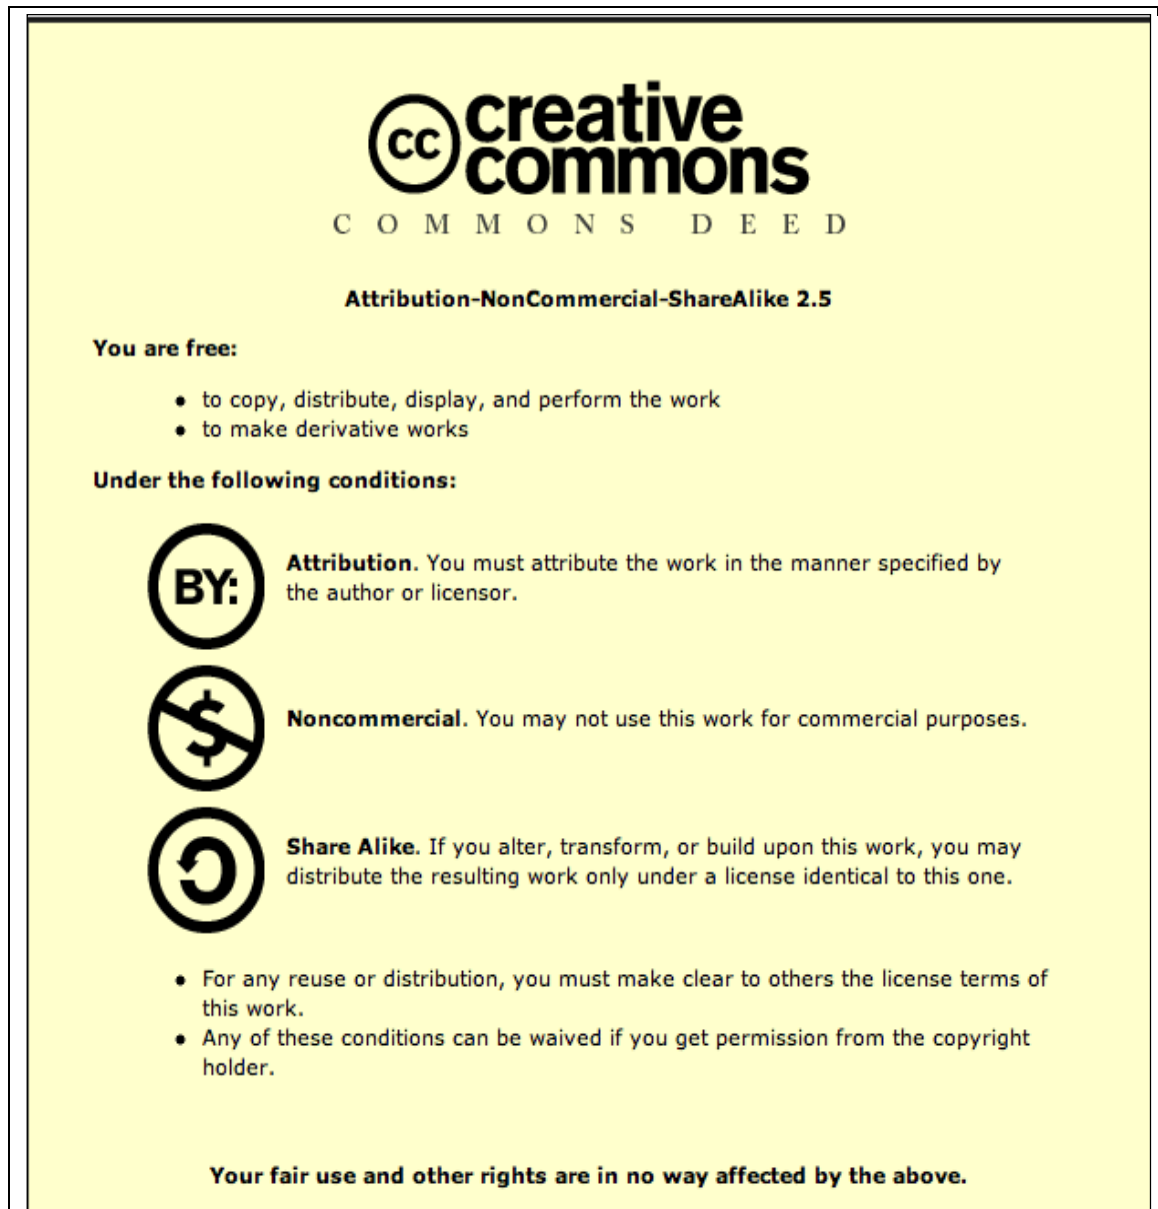 cc creative
commons
COMMONS DEED
Attribution-NonCommercial-ShareAlike 2.5
You are free:
• to copy, distribute, display, and perform the work
• to make derivative works
Under the following conditions:
BY:
Attribution. You must attribute the work in the manner specified by
the author or licensor.
$
Noncommercial. You may not use this work for commercial purposes.
Share Alike. If you alter, transform, or build upon this work, you may
distribute the resulting work only under a license identical to this one.
• For any reuse or distribution, you must make clear to others the license terms of
this work.
• Any of these conditions can be waived if you get permission from the copyright
holder.
Your fair use and other rights are in no way affected by the above.